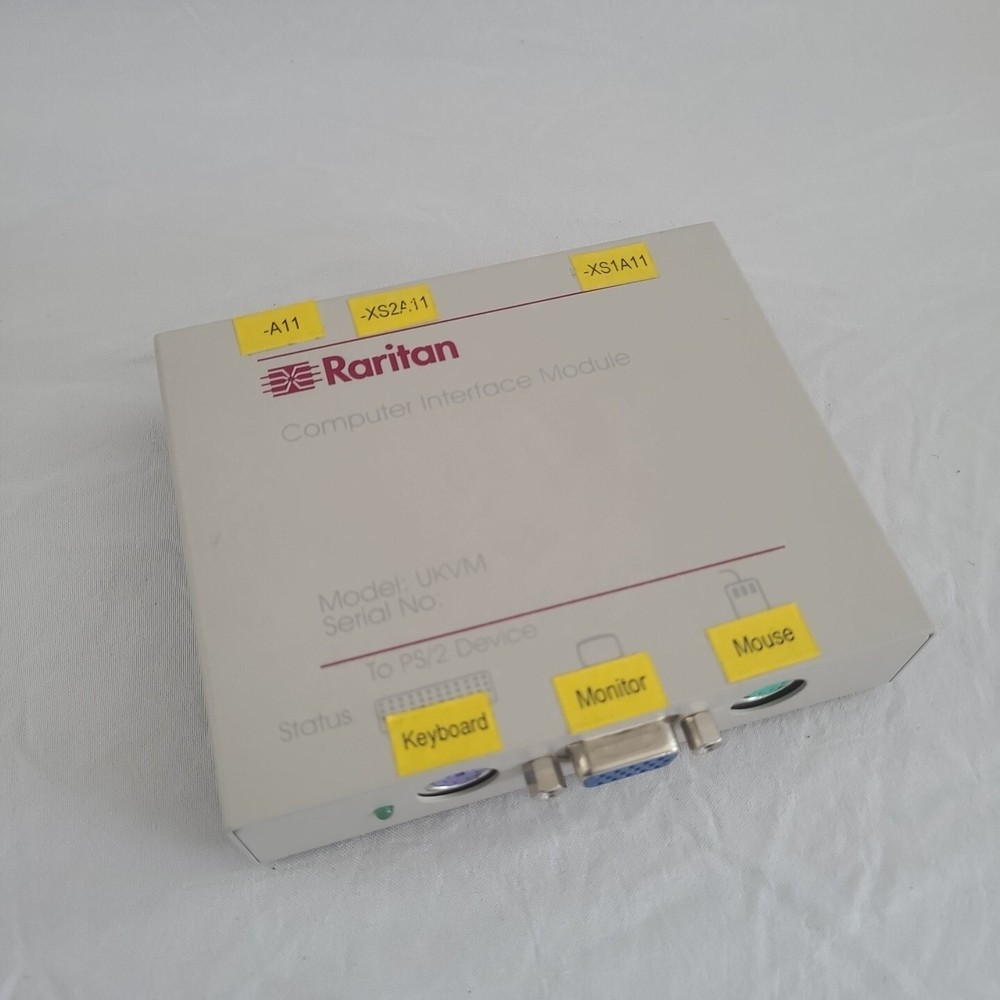 -A11
-XS2A11
-XS1A11
Raritan
Computer Interface Module
Model: UKVM
Serial No:
To PS/2 Device
Status
Keyboard
Monitor
Mouse